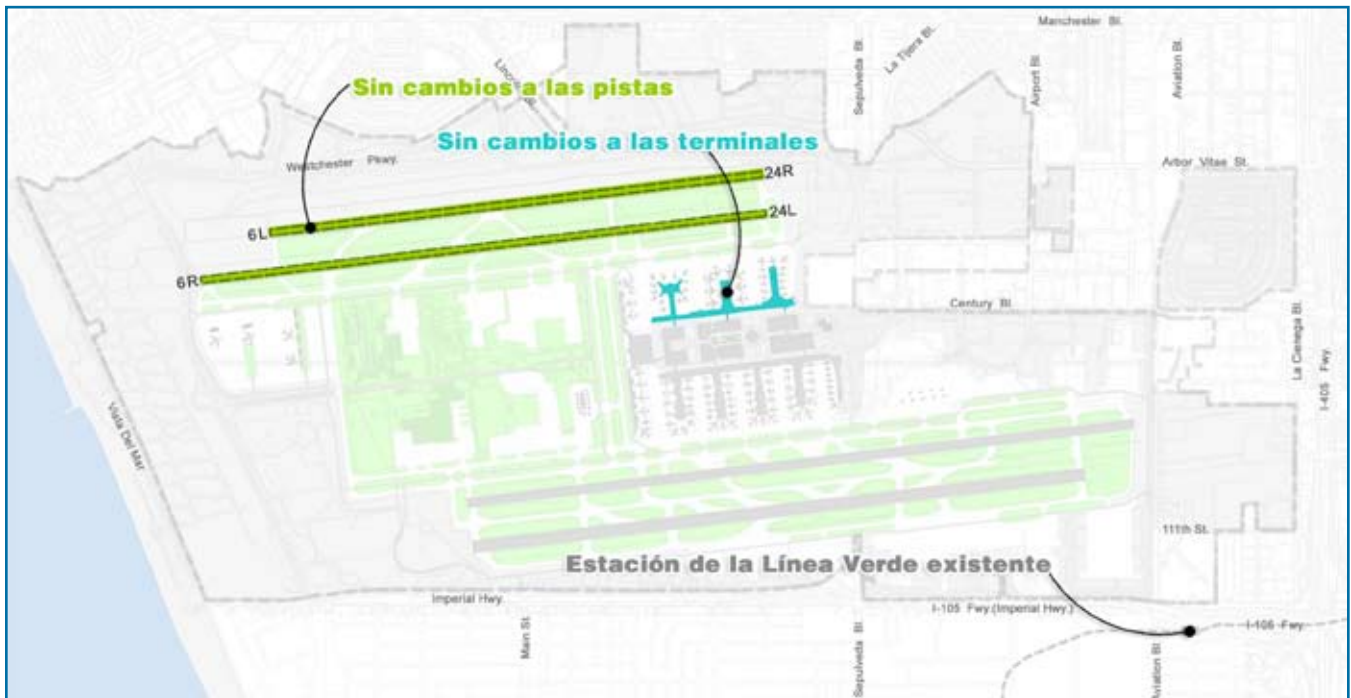 Manchester Bl.
La Tijera Bl.
Sepulveda Bl.
Airport Bl.
Aviation Bl.
Sin cambios a las pistas
Sin cambios a las terminales
Westchester Pkwy.
Arbor Vitae St.
24R
6L
24L
6R
Century Bl.
La Cienega Bl.
I-405 Fwy.
Vista Del Mar
111th St.
Estación de la Línea Verde existente
Imperial Hwy.
I-105 Fwy.(Imperial Hwy.)
I-105 Fwy.
Main St.
Sepulveda Bl.
Aviation Bl.